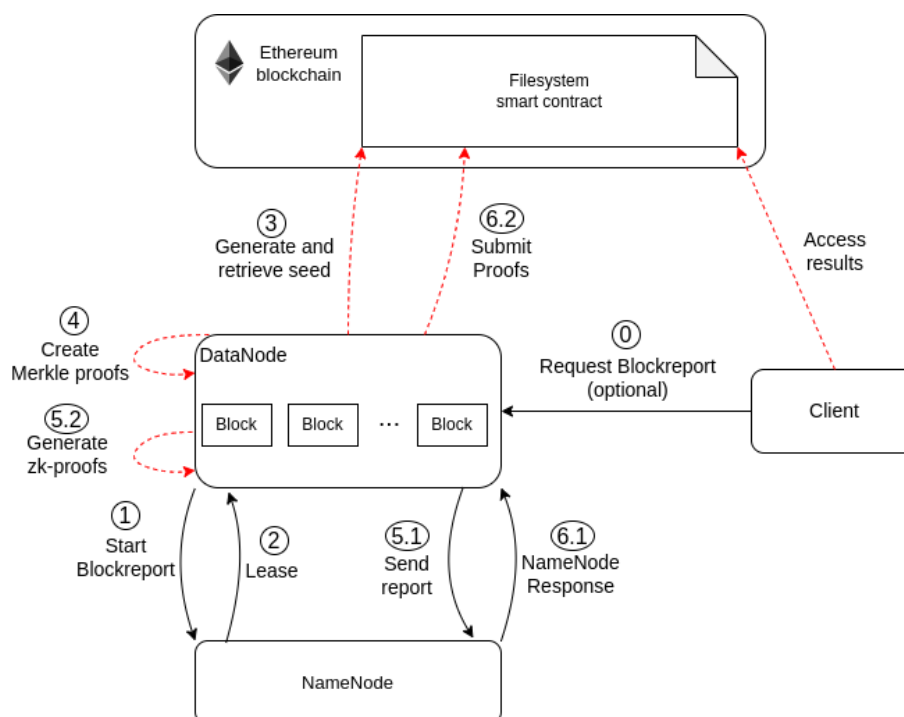 Ethereum
blockchain
Filesystem
smart contract
3
Generate and
retrieve seed
6.2
Submit
Proofs
Access
results
4
Create
Merkle proofs
DataNode
0
Request Blockreport
(optional)
Client
5.2
Generate
zk-proofs
Block
Block
...
Block
1
Start
Blockreport
2
Lease
5.1
Send
report
6.1
NameNode
Response
NameNode